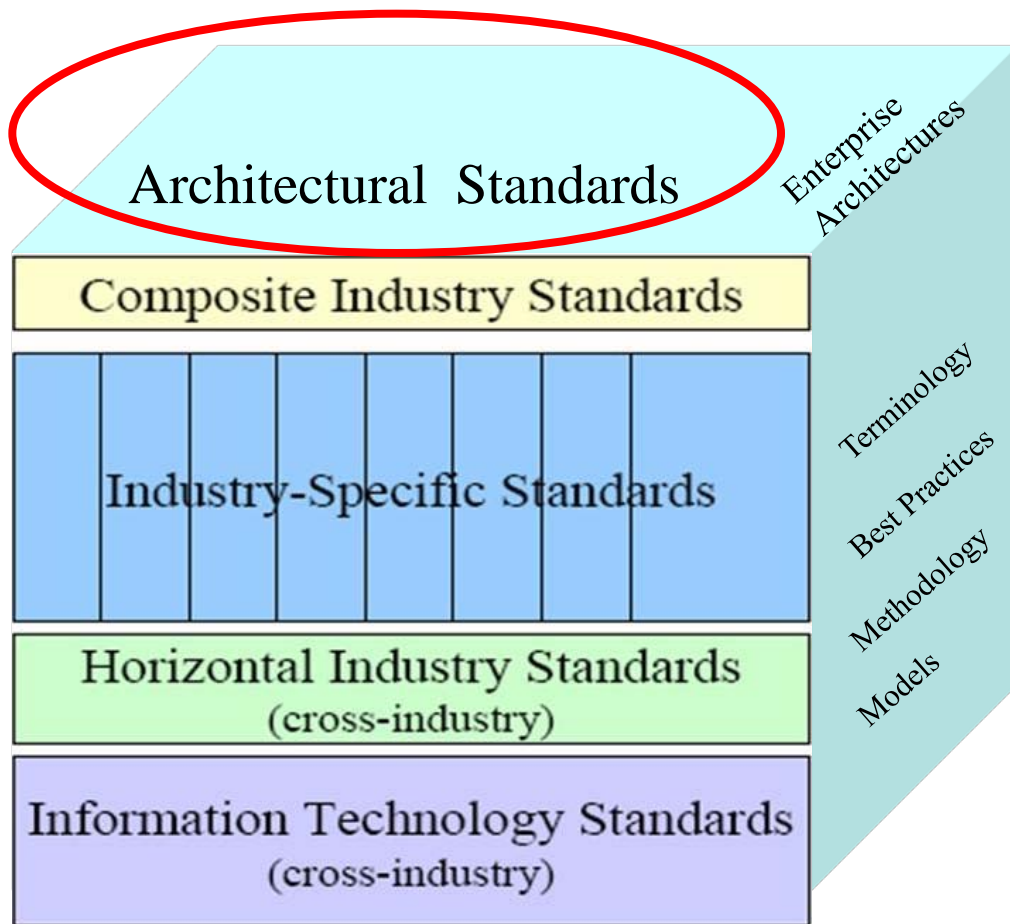 Architectural Standards
Enterprise
Architectures
Composite Industry Standards
Industry-Specific Standards
Horizontal Industry Standards
(cross-industry)
Information Technology Standards
(cross-industry)
Terminology
Best Practices
Methodology
Models